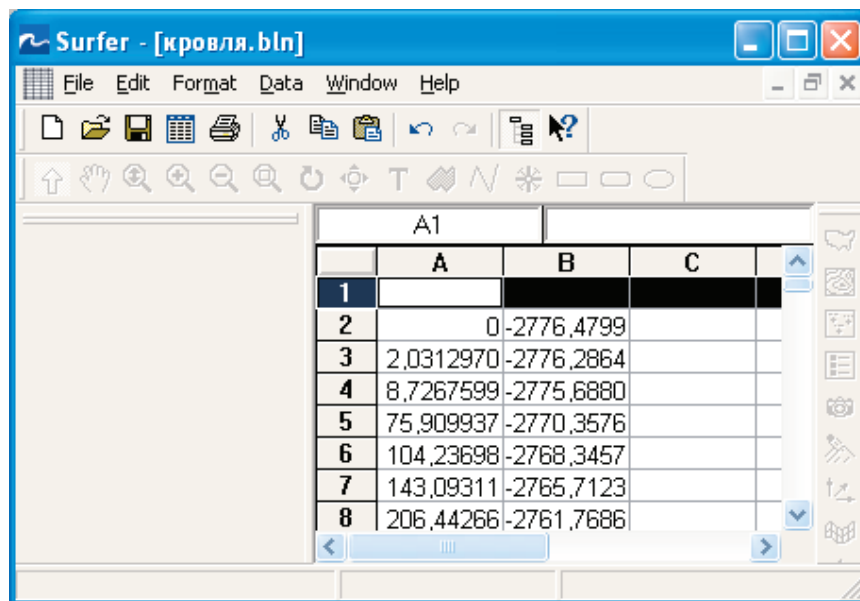 Surfer - [кровля.bln]
File Edit Format Data Window Help
T
A1
A B C
1
2 0 -2776,4799
3 2,0312970 -2776,2864
4 8,7267599 -2775,6880
5 75,909937 -2770,3576
6 104,23698 -2768,3457
7 143,09311 -2765,7123
8 206,44266 -2761,7686